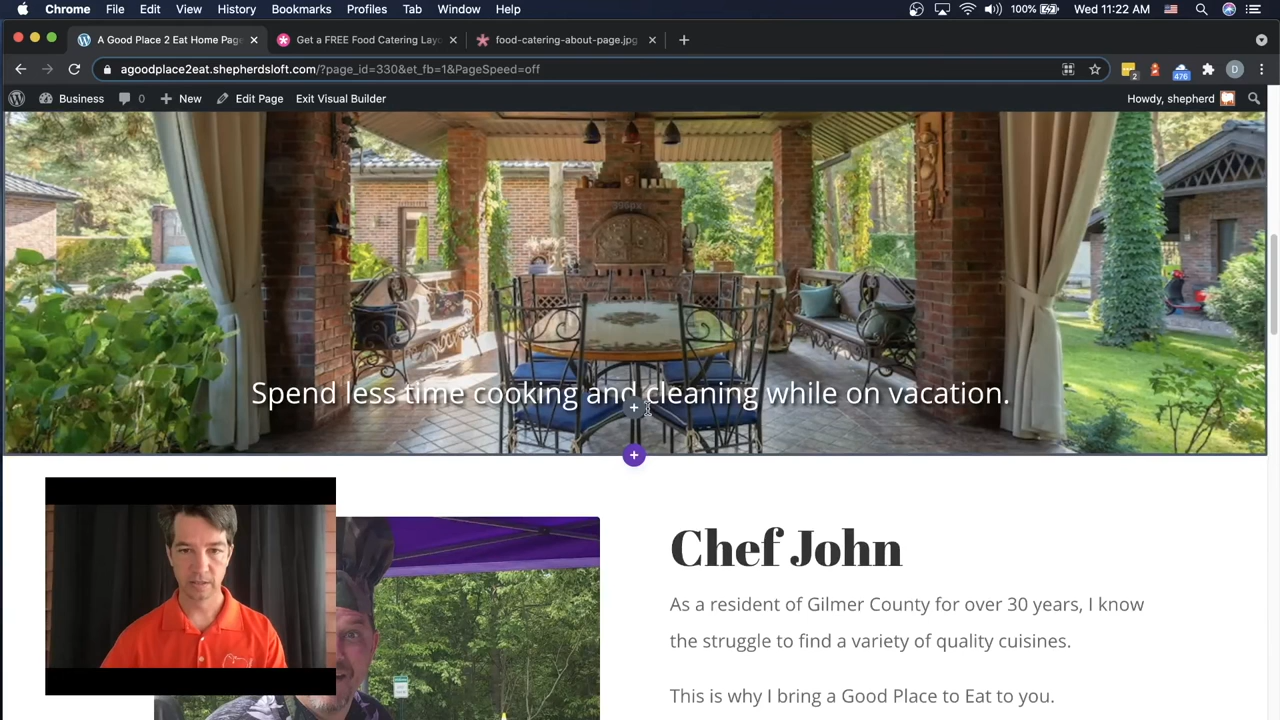 Chrome File Edit View History Bookmarks Profiles Tab Window Help 100% Wed 11:22 AM
A Good Place 2 Eat Home Page Get a FREE Food Catering Layo food-catering-about-page.jpg
agoodplace2eat.shepherdsloft.com/?page_id=330&et_fb=1&PageSpeed=off 2 476 D
Business 0 New Edit Page Exit Visual Builder Howdy, shepherd
Spend less time cooking and cleaning while on vacation.
Chef John
As a resident of Gilmer County for over 30 years, I know
the struggle to find a variety of quality cuisines.
This is why I bring a Good Place to Eat to you.